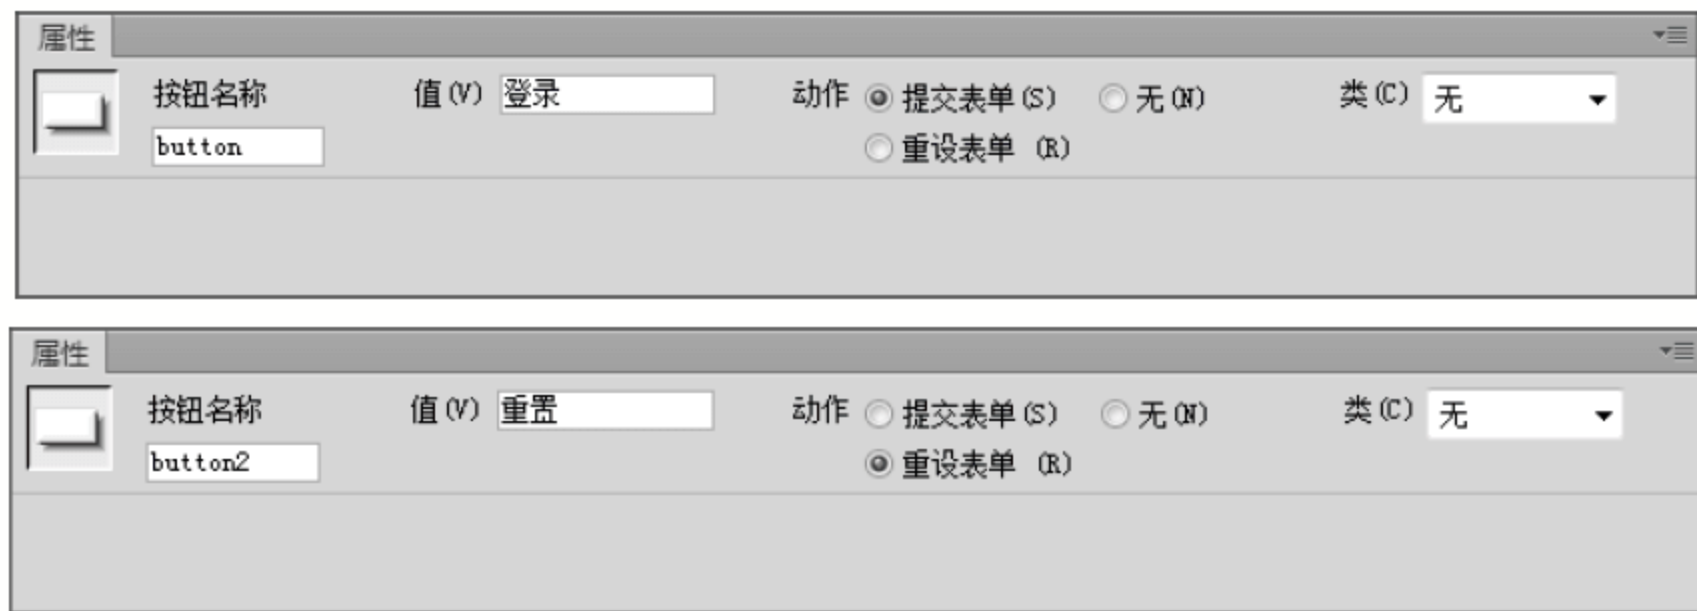 属性
按钮名称 值(V) 登录 动作 提交表单(S) 无(N) 类(C) 无
button 重设表单 (R)
属性
按钮名称 值(V) 重置 动作 提交表单(S) 无(N) 类(C) 无
button2 重设表单 (R)